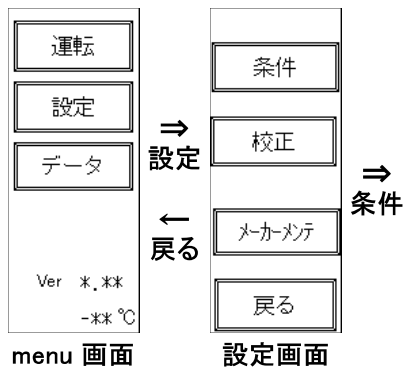 運転
設定
データ
Ver *.**
-**℃
menu 画面
⇒
設定
←
戻る
条件
校正
メーカーメンテ
戻る
設定画面
⇒
条件